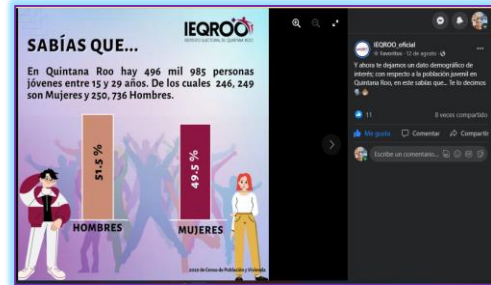 IEQROO
INSTITUTO ELECTORAL DE QUINTANA ROO
SABÍAS QUE...
En Quintana Roo hay 496 mil 985 personas
jóvenes entre 15 y 29 años. De los cuales 246, 249
son Mujeres y 250, 736 Hombres.
51.5 %
49.5 %
HOMBRES
MUJERES
2020 de Censo de Población y Vivienda
IEQROO_oficial
Favoritos · 12 de agosto
Y ahora te dejamos un dato demográfico de
interés; con respecto a la población juvenil en
Quintana Roo, en este sabías que... Te lo decimos
11
8 veces compartido
Me gusta
Comentar
Compartir
Escribe un comentario...